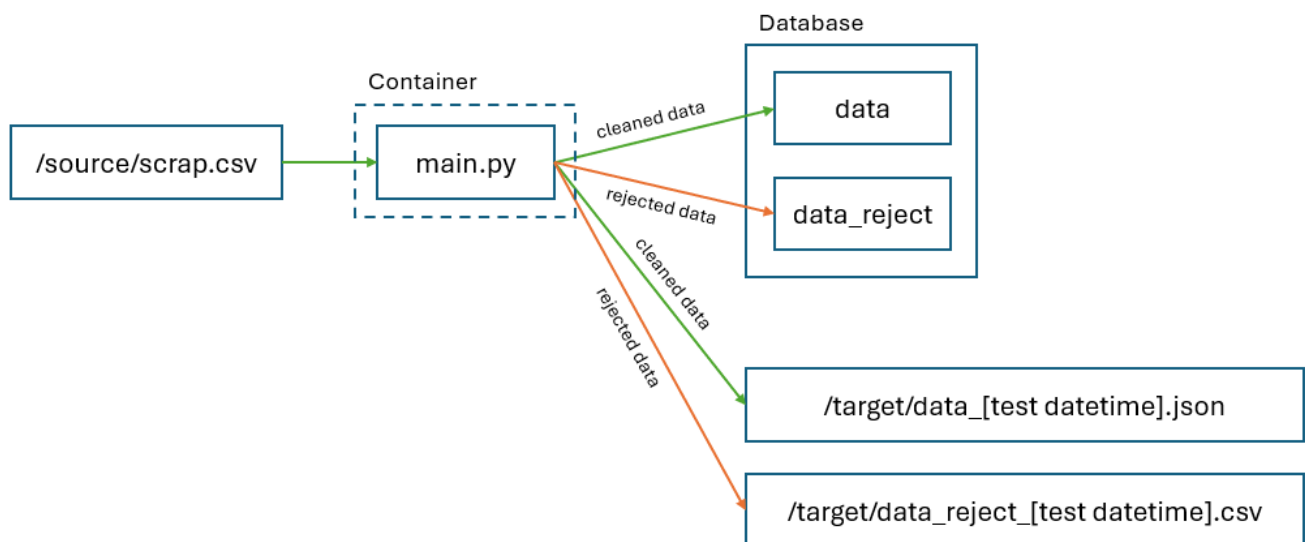 Database
Container
data
cleaned data
/source/scrap.csv
main.py
rejected data
data_reject
cleaned data
rejected data
/target/data_[test datetime].json
/target/data_reject_[test datetime].csv